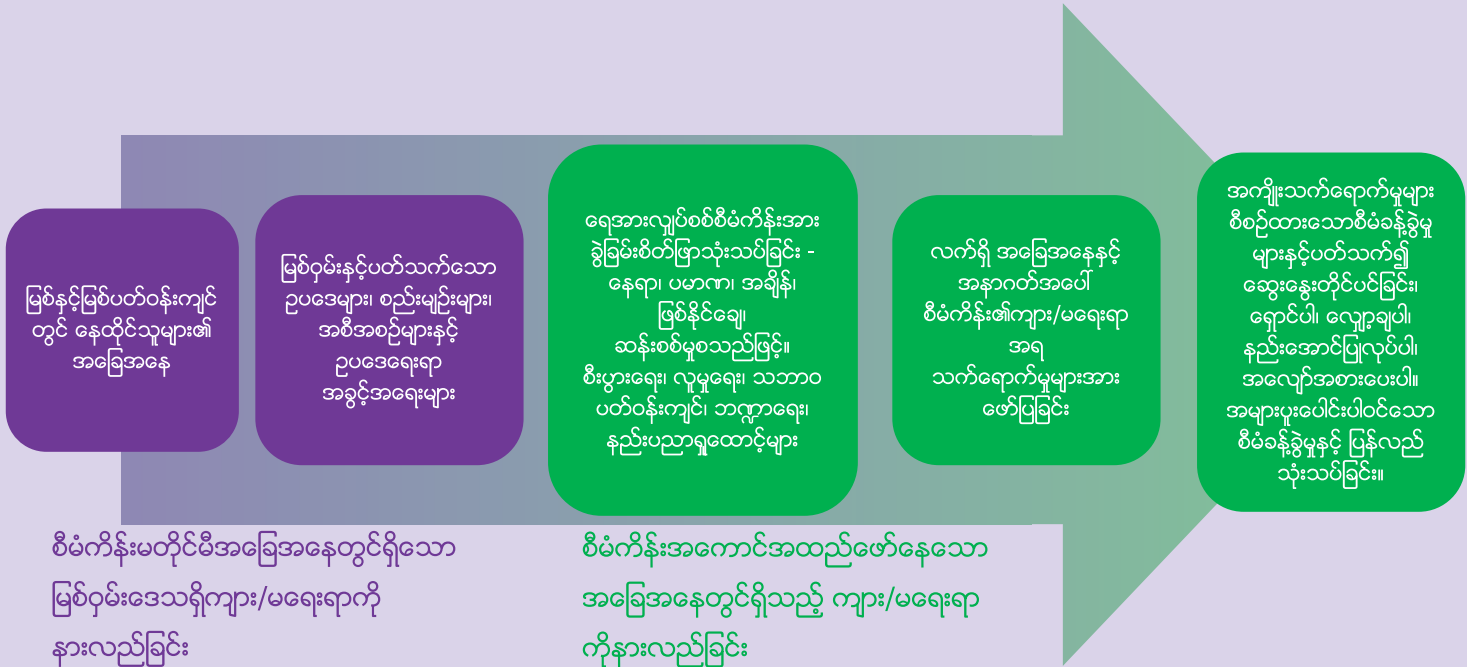 မြစ်နှင့်မြစ်ပတ်ဝန်းကျင်
တွင် နေထိုင်သူများ၏
အခြေအနေ
မြစ်ဝှမ်းနှင့်ပတ်သက်သော
ဥပဒေများ၊ စည်းမျဉ်းများ၊
အစီအစဉ်များနှင့်
ဥပဒေရေးရာ
အခွင့်အရေးများ
ရေအားလျှပ်စစ်စီမံကိန်းအား
ခွဲခြမ်းစိတ်ဖြာသုံးသပ်ခြင်း -
နေရာ၊ ပမာဏ၊ အချိန်၊
ဖြစ်နိုင်ချေ၊
ဆန်းစစ်မှုစသည်ဖြင့်။
စီးပွားရေး၊ လူမှုရေး၊ သဘာဝ
ပတ်ဝန်းကျင်၊ ဘဏ္ဍာရေး၊
နည်းပညာရှုထောင့်များ
လက်ရှိ အခြေအနေနှင့်
အနာဂတ်အပေါ်
စီမံကိန်း၏ကျား/မရေးရာ
အရ
သက်ရောက်မှုများအား
ဖော်ပြခြင်း
အကျိုးသက်ရောက်မှုများ
စီစဉ်ထားသောစီမံခန့်ခွဲမှု
များနှင့်ပတ်သက်၍
ဆွေးနွေးတိုင်ပင်ခြင်း၊
ရှောင်ပါ၊ လျှော့ချပါ၊
နည်းအောင်ပြုလုပ်ပါ၊
အလျော်အစားပေးပါ။
အများပူးပေါင်းပါဝင်သော
စီမံခန့်ခွဲမှုနှင့် ပြန်လည်
သုံးသပ်ခြင်း။
စီမံကိန်းမတိုင်မီအခြေအနေတွင်ရှိသော
မြစ်ဝှမ်းဒေသရှိကျား/မရေးရာကို
နားလည်ခြင်း
စီမံကိန်းအကောင်အထည်ဖော်နေသော
အခြေအနေတွင်ရှိသည့် ကျား/မရေးရာ
ကိုနားလည်ခြင်း